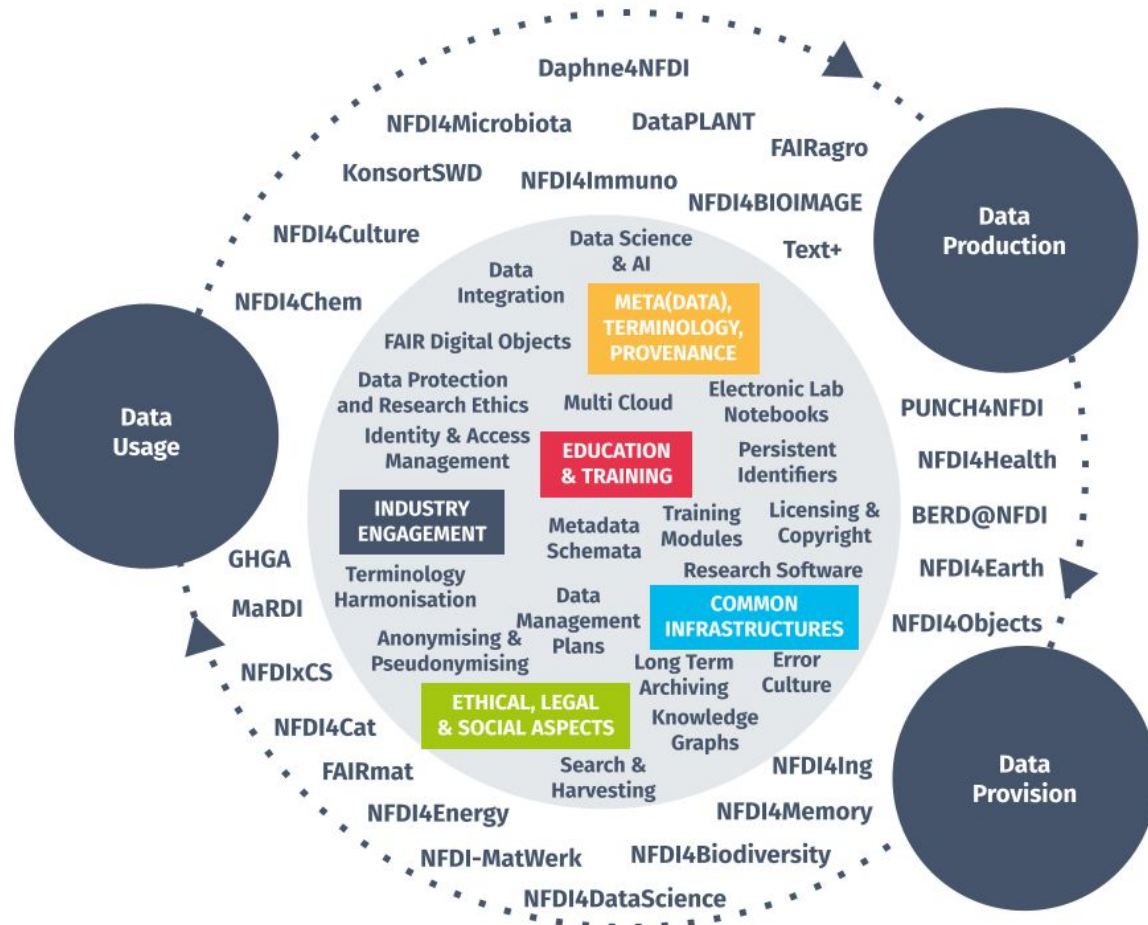 Daphne4NFDI
NFDI4Microbiota
DataPLANT
FAIRagro
KonsortSWD
NFDI4Immuno
NFDI4BIOIMAGE
NFDI4Culture
Text+
NFDI4Chem
Data
Production
Data Science
& AI
Data
Integration
META(DATA),
TERMINOLOGY,
PROVENANCE
FAIR Digital Objects
Data Protection
and Research Ethics
Multi Cloud
Electronic Lab
Notebooks
Identity & Access
Management
EDUCATION
& TRAINING
Persistent
Identifiers
INDUSTRY
ENGAGEMENT
Metadata
Schemata
Training
Modules
Licensing &
Copyright
Research Software
Terminology
Harmonisation
Data
Management
Plans
COMMON
INFRASTRUCTURES
Anonymising &
Pseudonymising
Long Term
Archiving
Error
Culture
ETHICAL, LEGAL
& SOCIAL ASPECTS
Knowledge
Graphs
Search &
Harvesting
Data
Usage
PUNCH4NFDI
NFDI4Health
BERD@NFDI
NFDI4Earth
NFDI4Objects
Data
Provision
GHGA
MaRDI
NFDIxCS
NFDI4Cat
FAIRmat
NFDI4Energy
NFDI-MatWerk
NFDI4DataScience
NFDI4Biodiversity
NFDI4Memory
NFDI4Ing